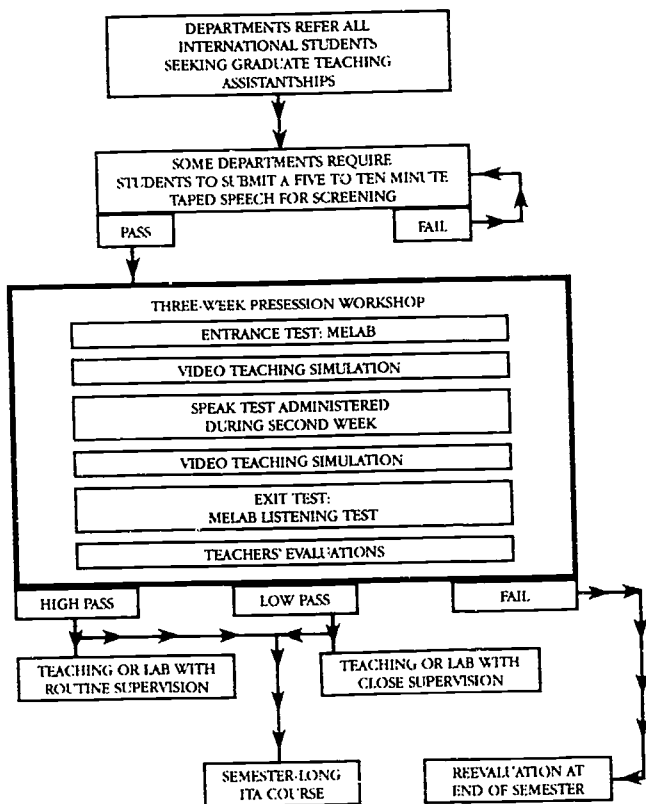 DEPARTMENTS REFER ALL
INTERNATIONAL STUDENTS
SEEKING GRADUATE TEACHING
ASSISTANTSHIPS
SOME DEPARTMENTS REQUIRE
STUDENTS TO SUBMIT A FIVE TO TEN MINUTE
TAPED SPEECH FOR SCREENING
PASS
FAIL
THREE-WEEK PRESESSION WORKSHOP
ENTRANCE TEST: MELAB
VIDEO TEACHING SIMULATION
SPEAK TEST ADMINISTERED
DURING SECOND WEEK
VIDEO TEACHING SIMULATION
EXIT TEST:
MELAB LISTENING TEST
TEACHERS' EVALUATIONS
HIGH PASS
LOW PASS
FAIL
TEACHING OR LAB WITH
ROUTINE SUPERVISION
TEACHING OR LAB WITH
CLOSE SUPERVISION
SEMESTER-LONG
ITA COURSE
REEVALUATION AT
END OF SEMESTER